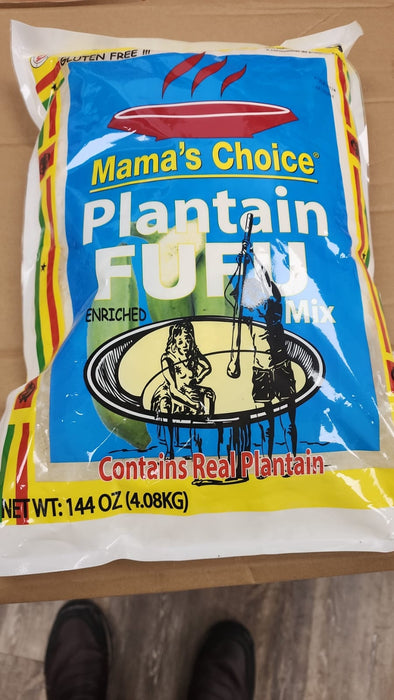 GLUTEN FREE !!!
Mama's Choice®
Plantain
FUFU
ENRICHED
Mix
Contains Real Plantain
NET WT: 144 OZ (4.08KG)